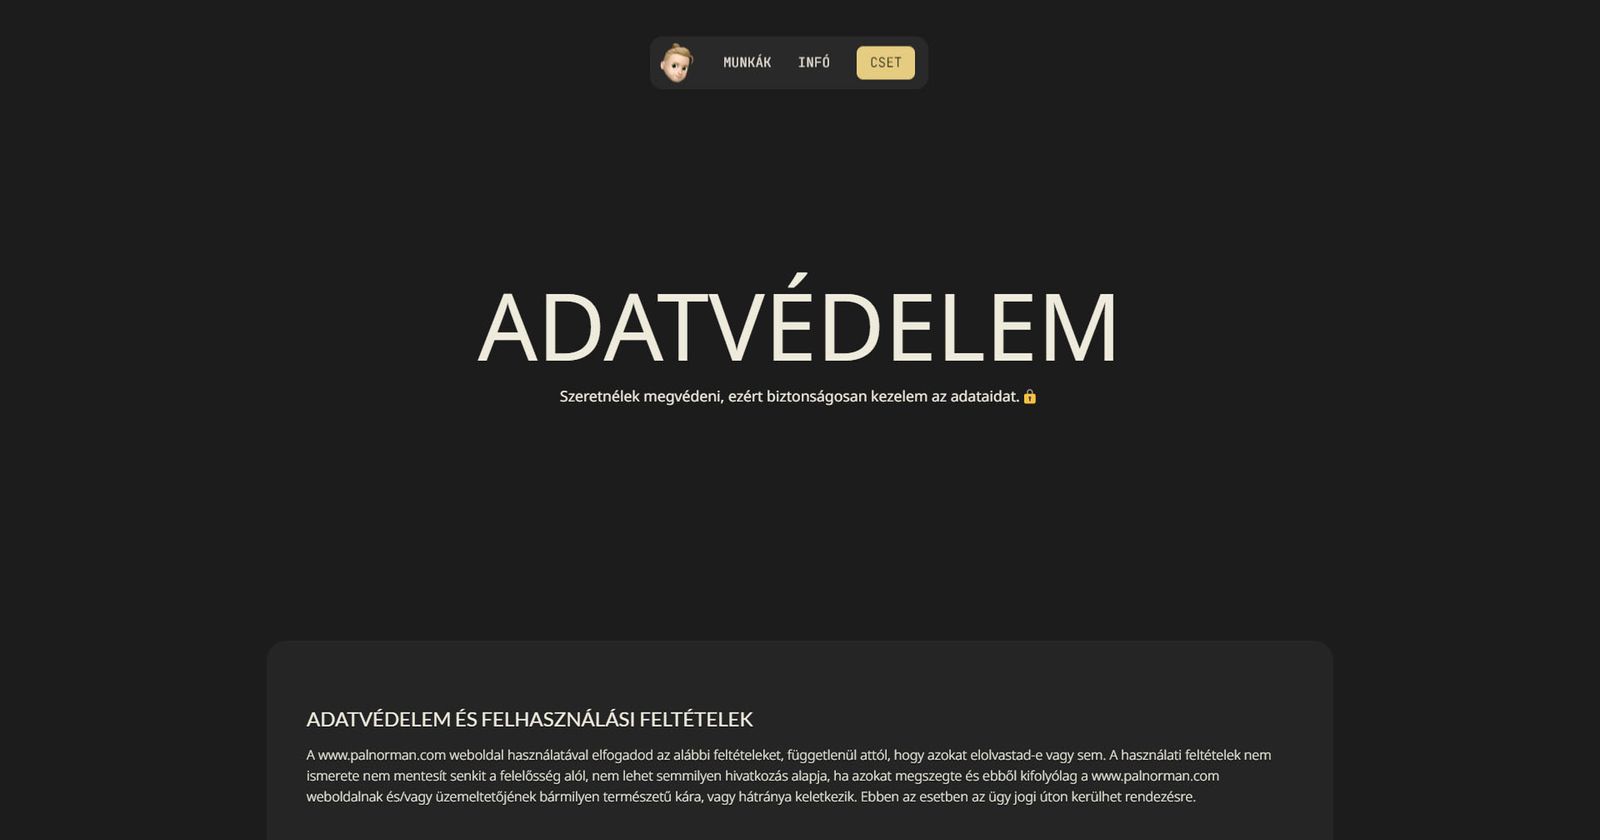 MUNKÁK
INFÓ
CSET
ADATVÉDELEM
Szeretnélek megvédeni, ezért biztonságosan kezelem az adataidat. 🔒
ADATVÉDELEM ÉS FELHASZNÁLÁSI FELTÉTELEK
A www.palnorman.com weboldal használatával elfogadod az alábbi feltételeket, függetlenül attól, hogy azokat elolvastad-e vagy sem. A használati feltételek nem
ismerete nem mentesít senkit a felelősség alól, nem lehet semmilyen hivatkozás alapja, ha azokat megszegte és ebből kifolyólag a www.palnorman.com
weboldalnak és/vagy üzemeltetőjének bármilyen természetű kára, vagy hátránya keletkezik. Ebben az esetben az ügy jogi úton kerülhet rendezésre.